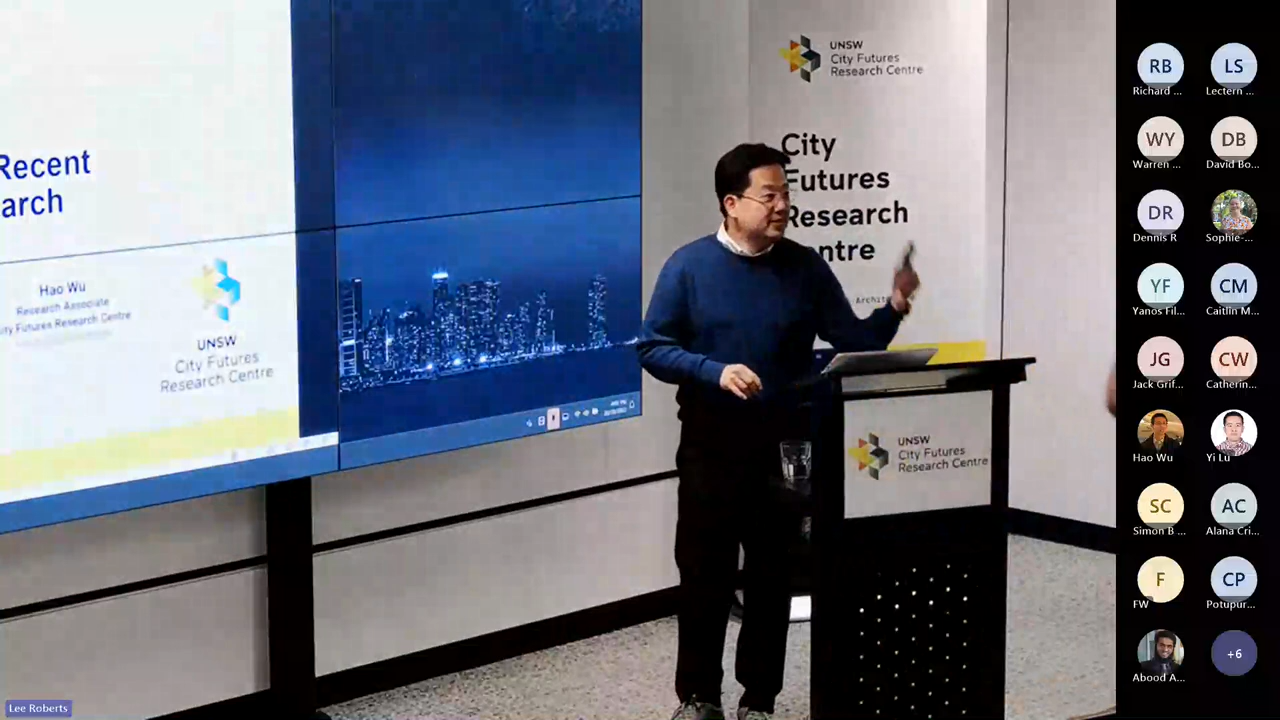 Recent
arch
Hao Wu
Research Associate
ity Futures Research Centre
UNSW
City Futures
Research Centre
UNSW
City Futures
Research Centre
City
Futures
Research
entre
Archit
UNSW
City Futures
Research Centre
Lee Roberts
RB
Richard ...
LS
Lectern ...
WY
Warren ...
DB
David Bo...
DR
Dennis R
Sophie-...
YF
Yanos Fil...
CM
Caitlin M...
JG
Jack Grif...
CW
Catherin...
Hao Wu
Yi Lu
SC
Simon B ...
AC
Alana Cri...
F
FW
CP
Potupur...
Abood A...
+6